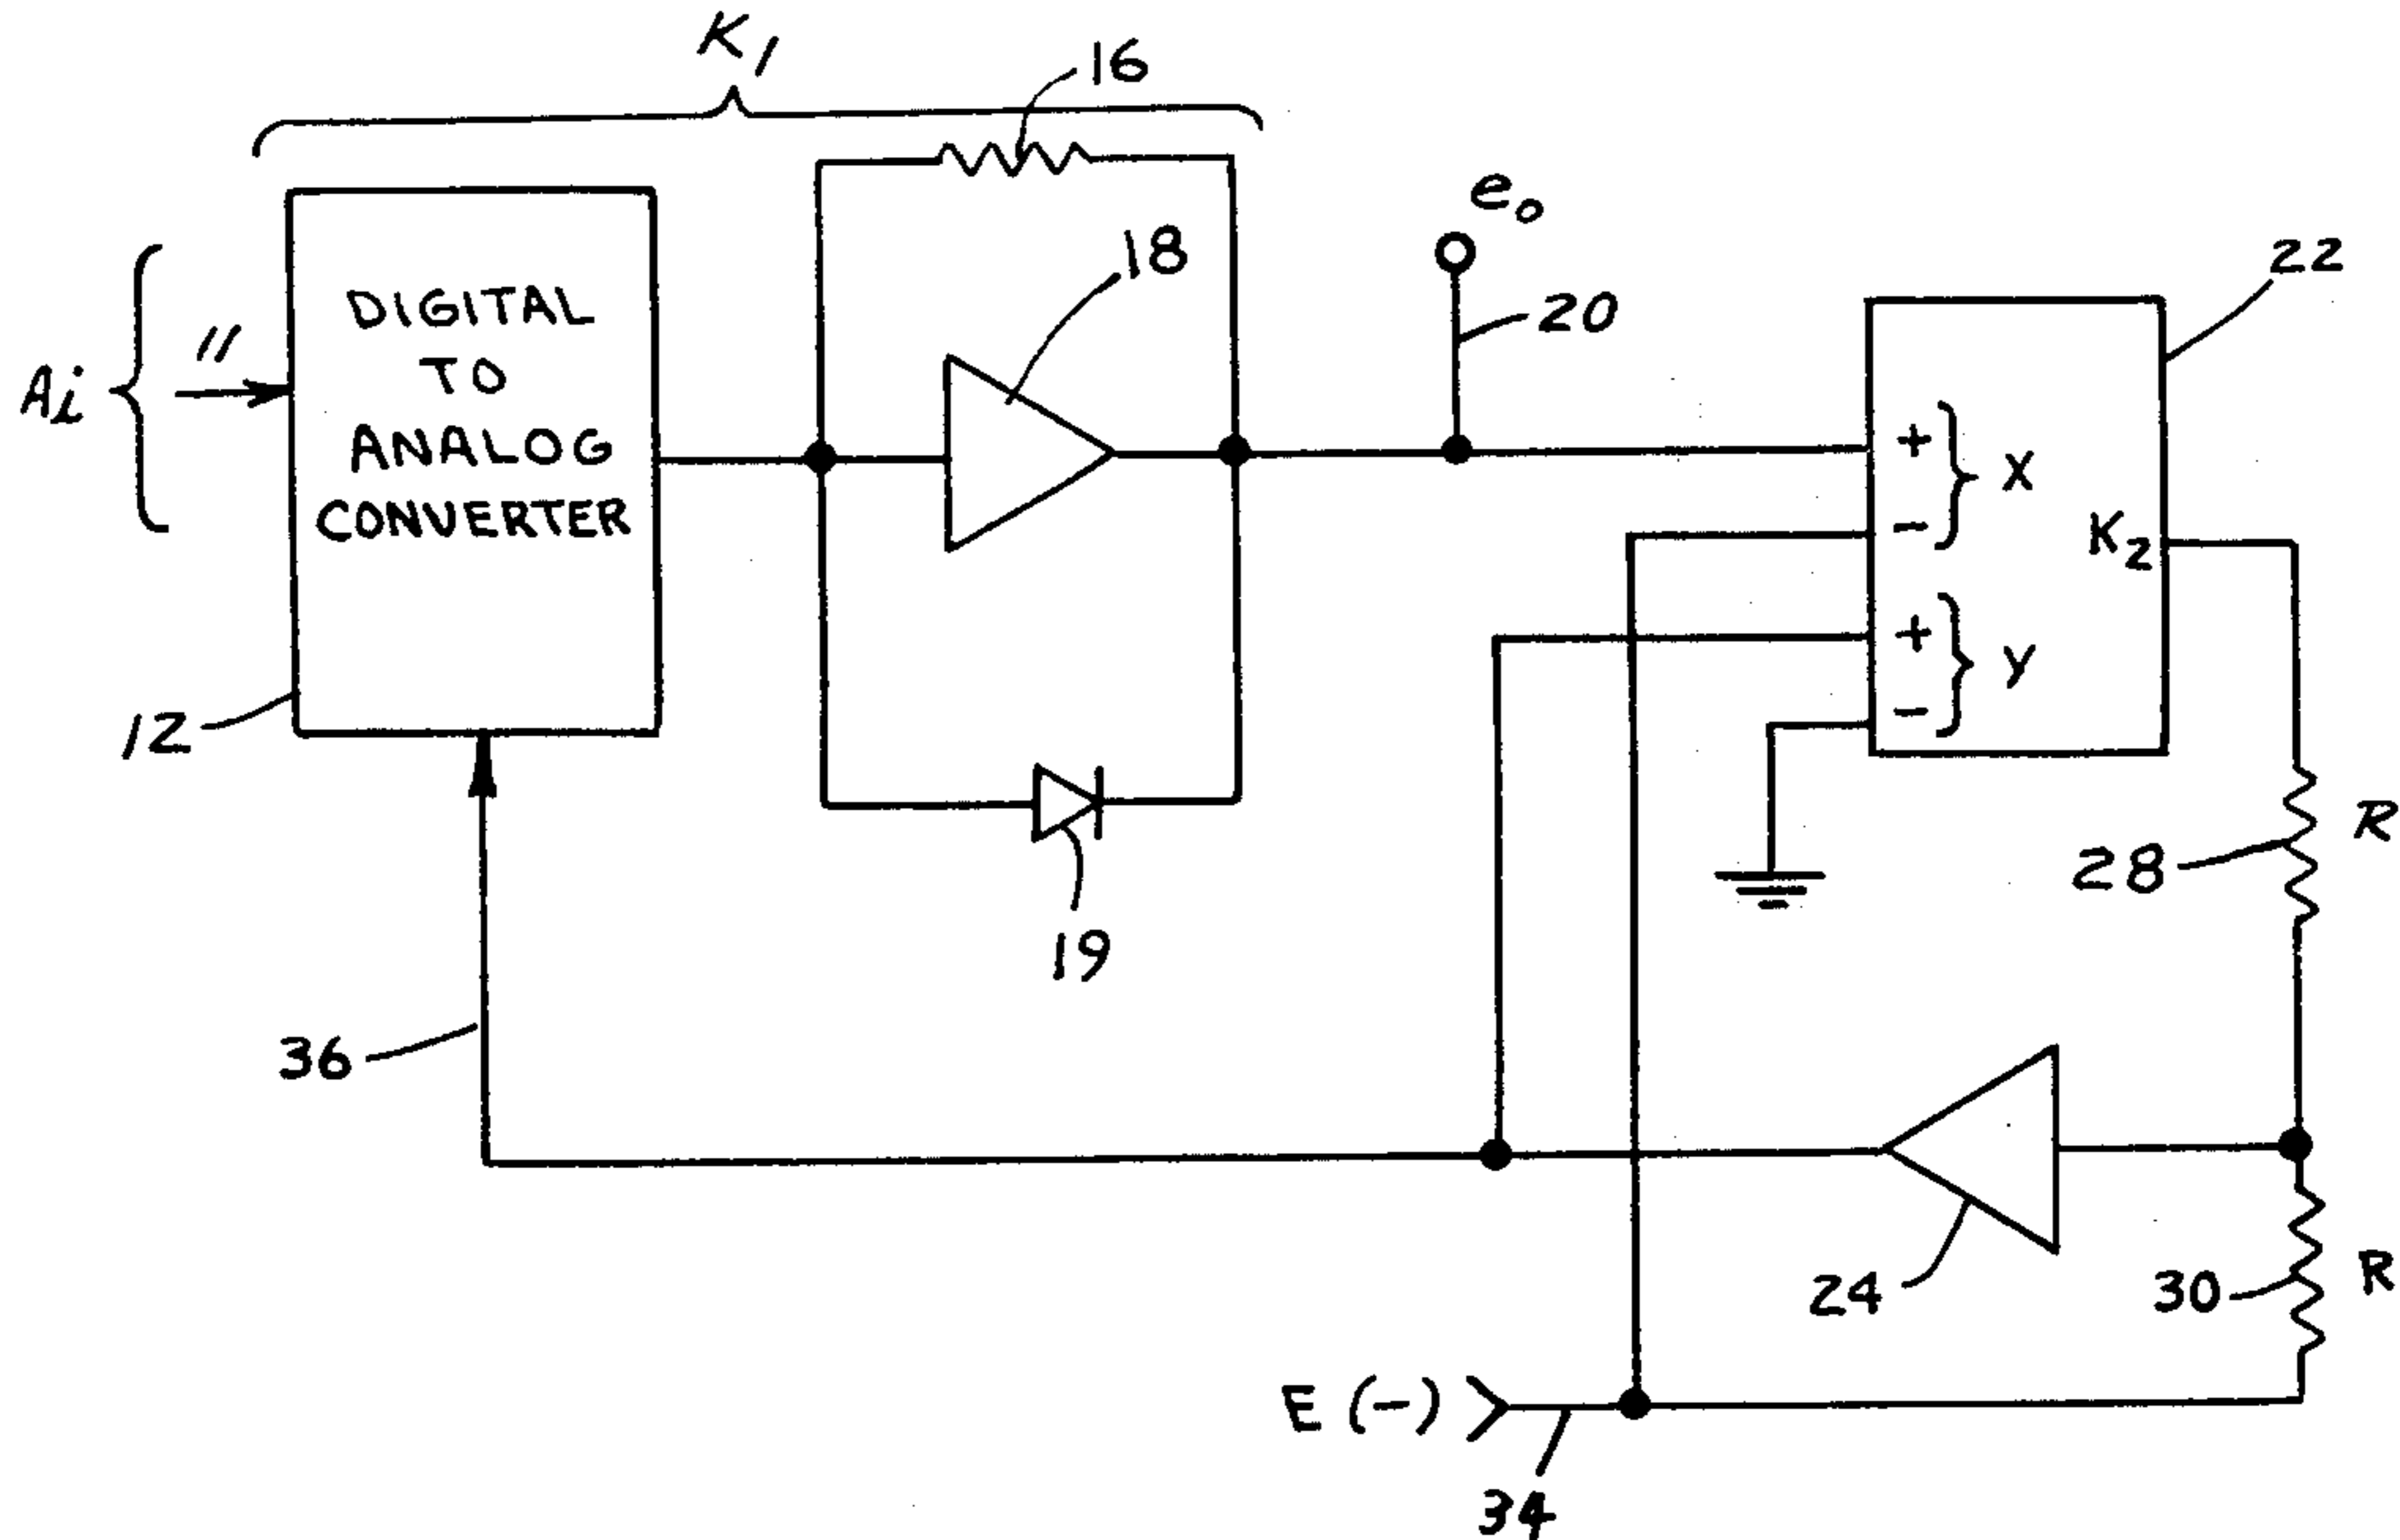 K1
16
Ai
11
DIGITAL
TO
ANALOG
CONVERTER
12
18
19
eo
20
22
+
X
-
K2
+
Y
-
R
28
36
24
30
R
E (-)
34